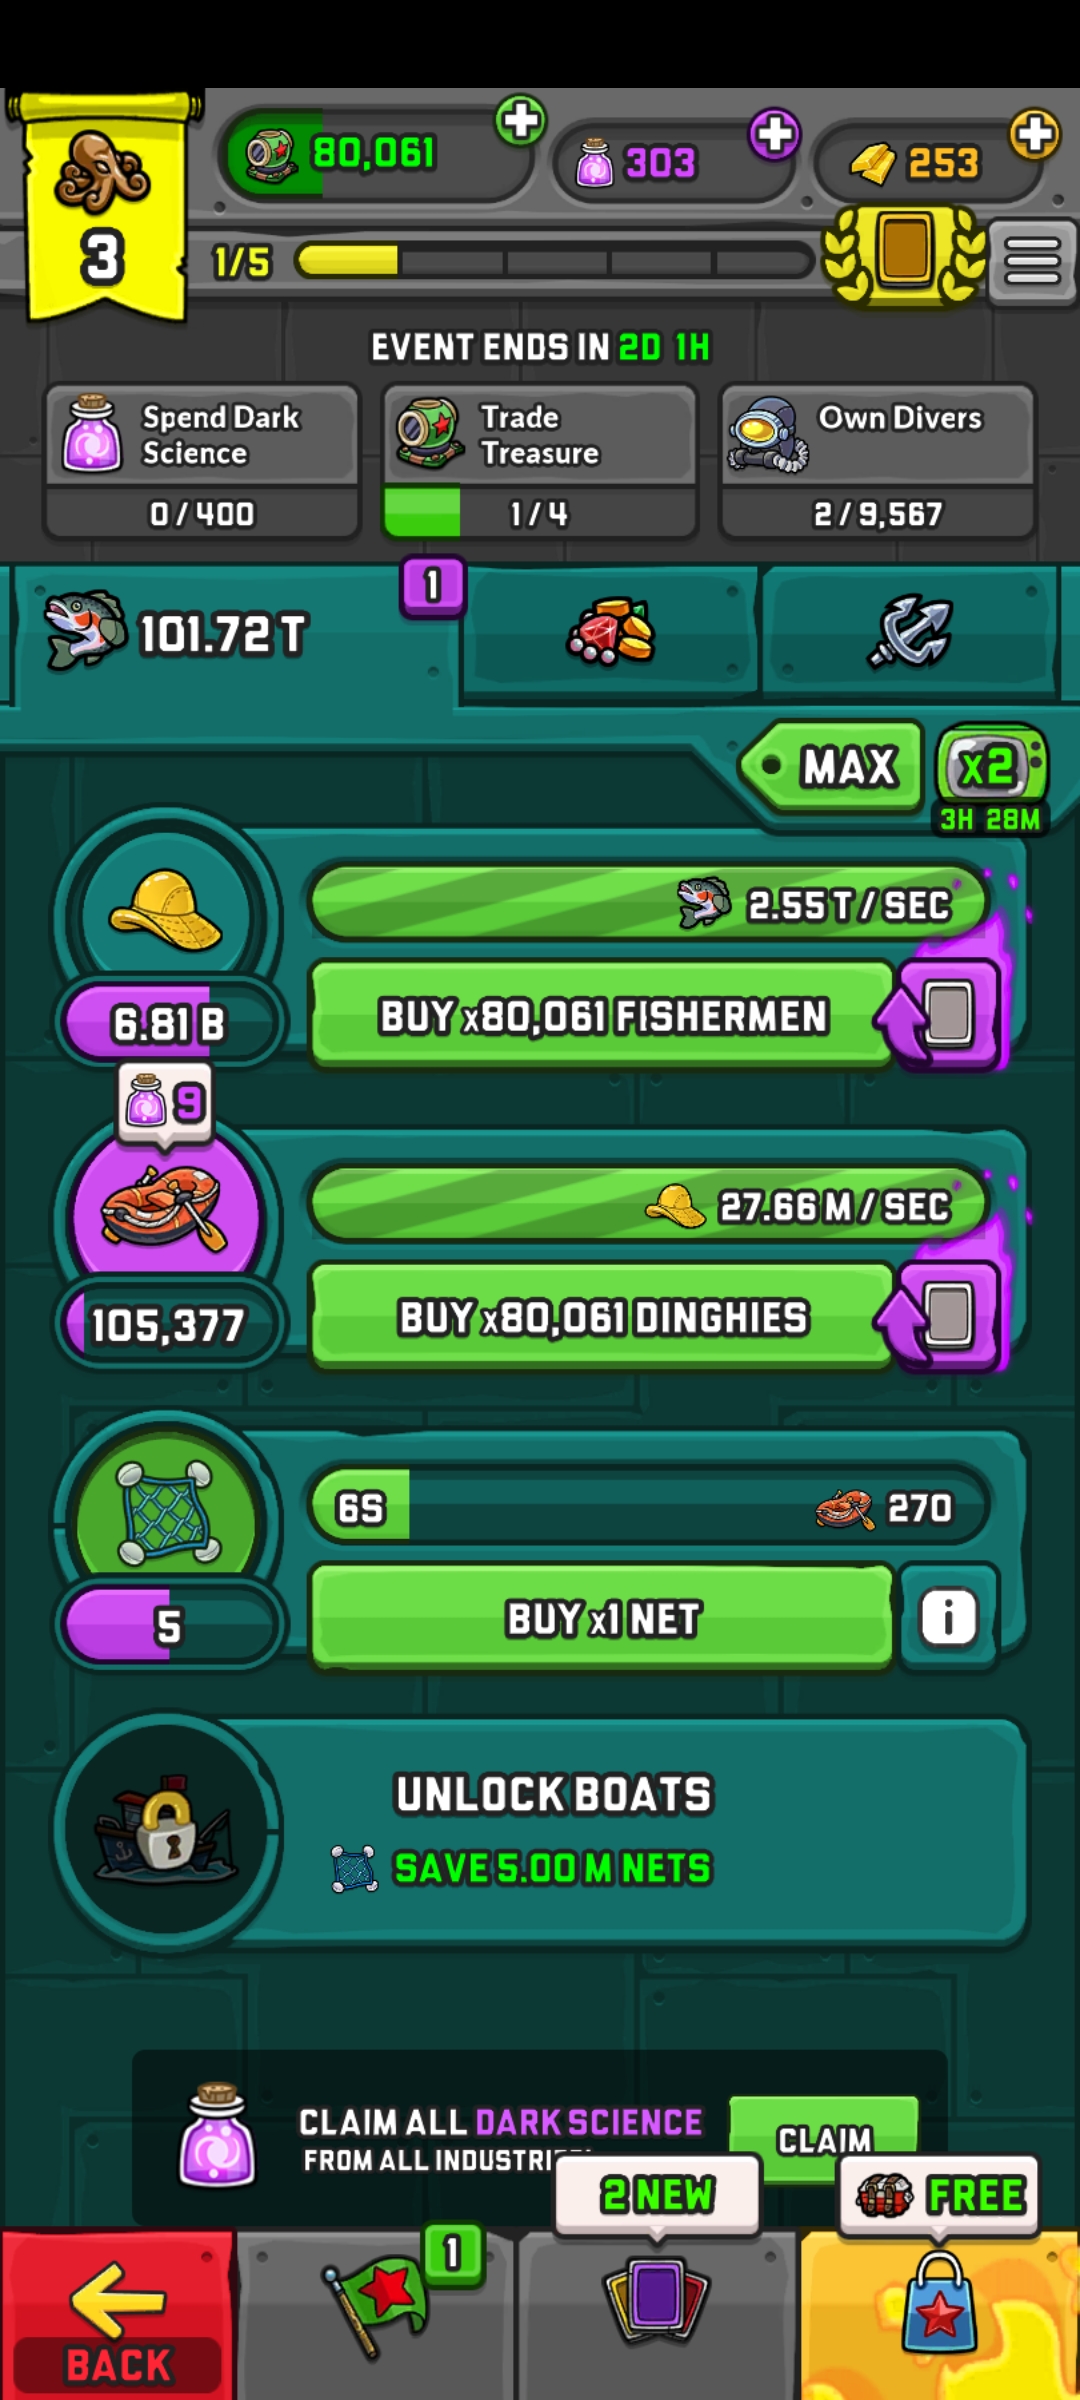 80,061
303
253
3
1/5
EVENT ENDS IN 2D 1H
Spend Dark
Science
0/400
Trade
Treasure
1/4
Own Divers
2/9,567
101.72 T
1
MAX
x2
3H 28M
2.55 T / SEC
6.81 B
BUY x80,061 FISHERMEN
9
27.66 M / SEC
105,377
BUY x80,061 DINGHIES
6S
270
5
BUY x1 NET
i
UNLOCK BOATS
SAVE 5.00 M NETS
CLAIM ALL DARK SCIENCE
FROM ALL
CLAIM
2 NEW
FREE
1
BACK